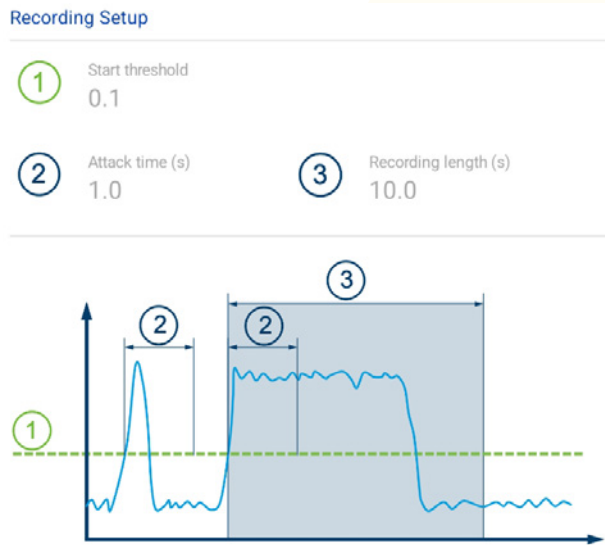 Recording Setup
1 Start threshold
0.1
2 Attack time (s)
1.0
3 Recording length (s)
10.0
3
2 2
1